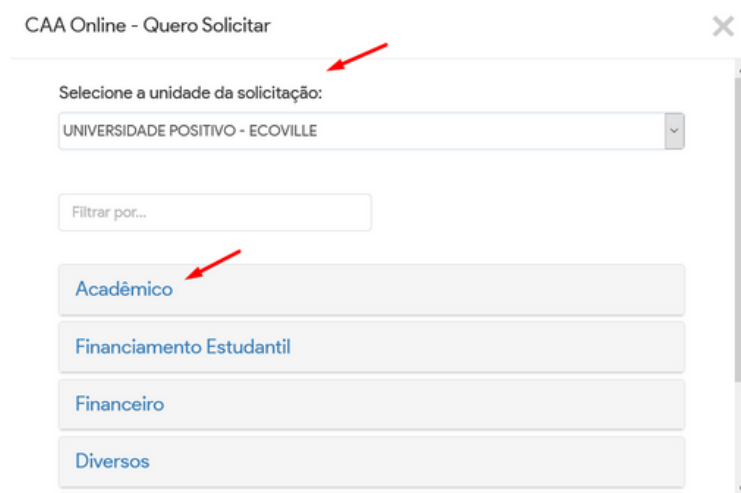 CAA Online - Quero Solicitar
Selecione a unidade da solicitação:
UNIVERSIDADE POSITIVO - ECOVILLE
Filtrar por...
Acadêmico
Financiamento Estudantil
Financeiro
Diversos